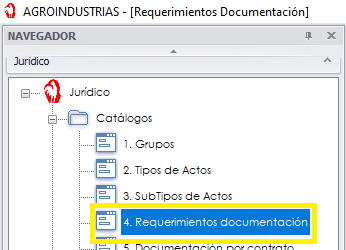 AGROINDUSTRIAS - [Requerimientos Documentación]
NAVEGADOR
Jurídico
Jurídico
Catálogos
1. Grupos
2. Tipos de Actos
3. SubTipos de Actos
4. Requerimientos documentación
5. Documentación por contrato